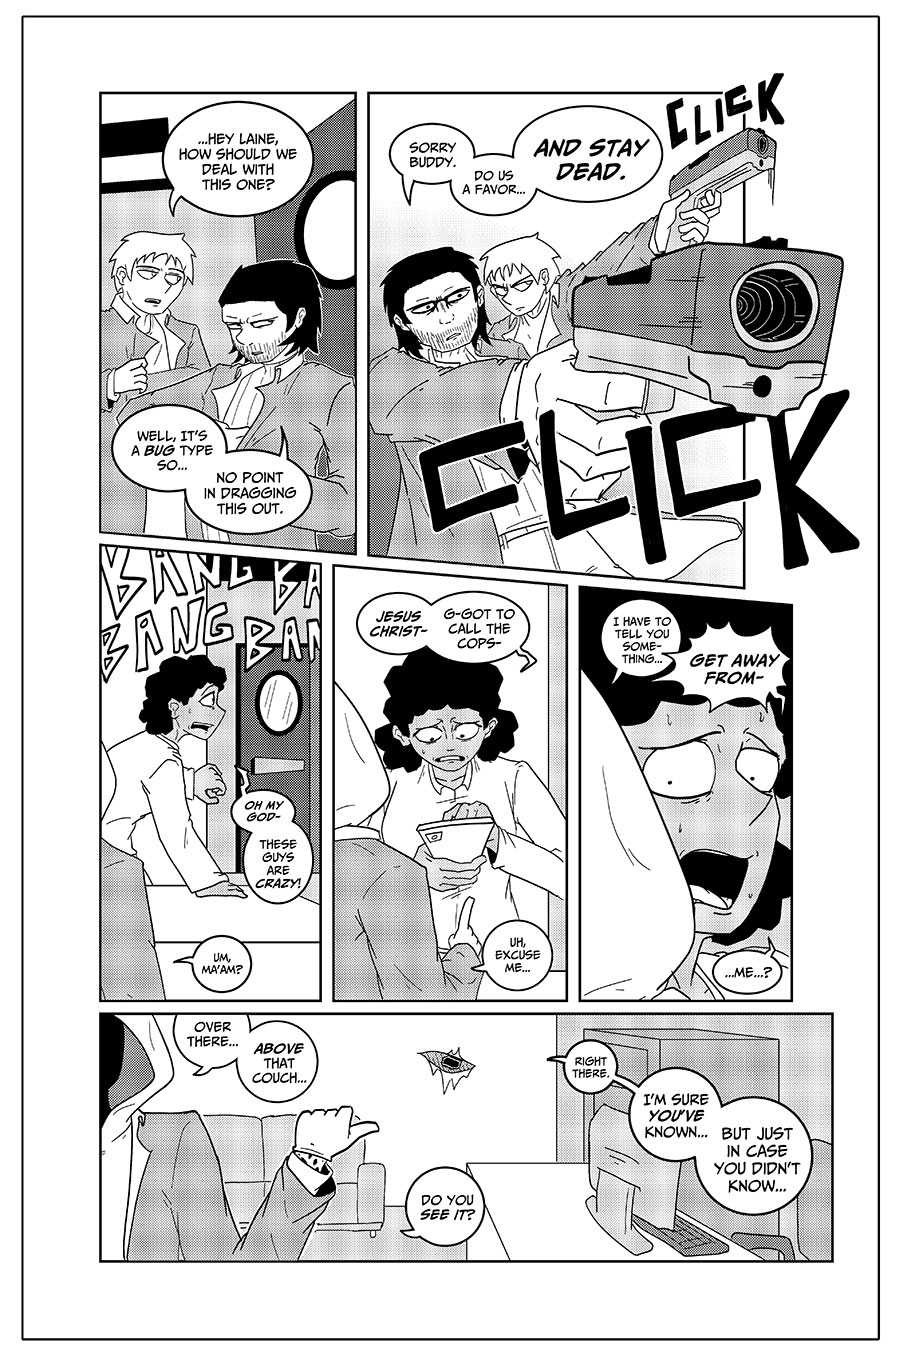 ...HEY LAINE,
HOW SHOULD WE
DEAL WITH
THIS ONE?
WELL, IT'S
A BUG TYPE
SO...
NO POINT
IN DRAGGING
THIS OUT.
SORRY
BUDDY.
DO US
A FAVOR...
AND STAY
DEAD.
CLICK
CLICK
BANG BA
BANG BAN
OH MY
GOD-
THESE
GUYS
ARE
CRAZY!
UM,
MA'AM?
JESUS
CHRIST-
G-GOT TO
CALL THE
COPS-
UH,
EXCUSE
ME...
I HAVE TO
TELL YOU
SOME-
THING...
GET AWAY
FROM-
...ME...?
OVER
THERE...
ABOVE
THAT
COUCH...
RIGHT
THERE.
I'M SURE
YOU'VE
KNOWN...
BUT JUST
IN CASE
YOU DIDN'T
KNOW...
DO YOU
SEE IT?